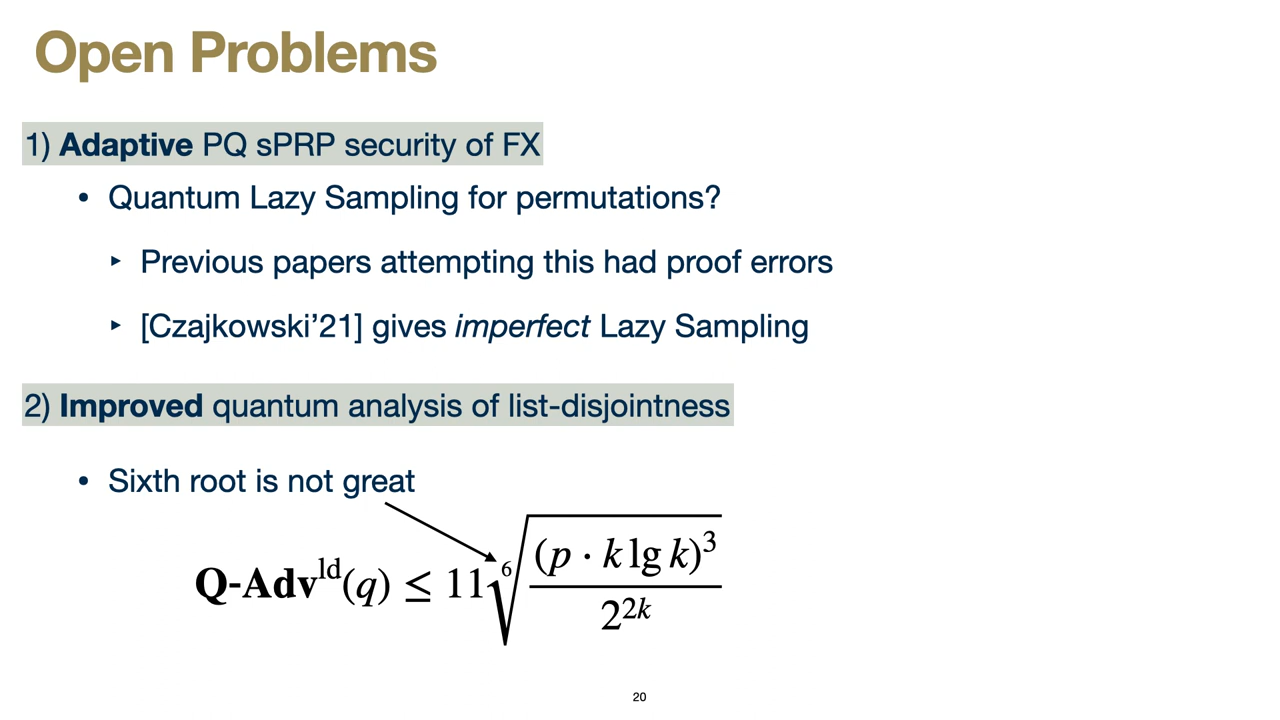 Open Problems
1) Adaptive PQ sPRP security of FX
• Quantum Lazy Sampling for permutations?
‣ Previous papers attempting this had proof errors
‣ [Czajkowski’21] gives imperfect Lazy Sampling
2) Improved quantum analysis of list-disjointness
• Sixth root is not great
Q-Adv^ld(q) ≤ 11 ⁶√((p · k lg k)³ / 2^{2k})
20